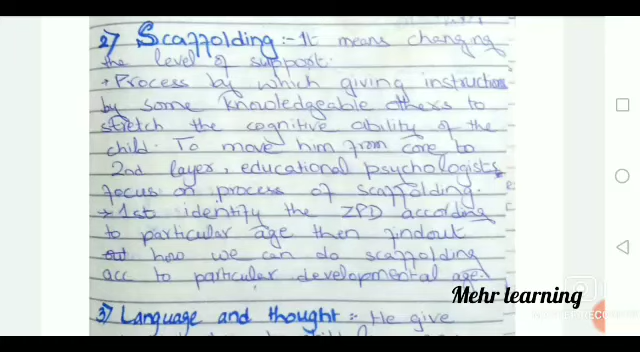 2) Scaffolding :- It means changing
the level of support.
→ Process by which giving instructions
by some knowledgeable others to
stretch the cognitive ability of the
child. To move him from core to
2nd layer, educational psychologists
focus on process of scaffolding.
→ 1st identify the ZPD according
to particular age then findout
how we can do scaffolding
acc to particular developmental age.
Mehr learning
3) Language and thought :- He give